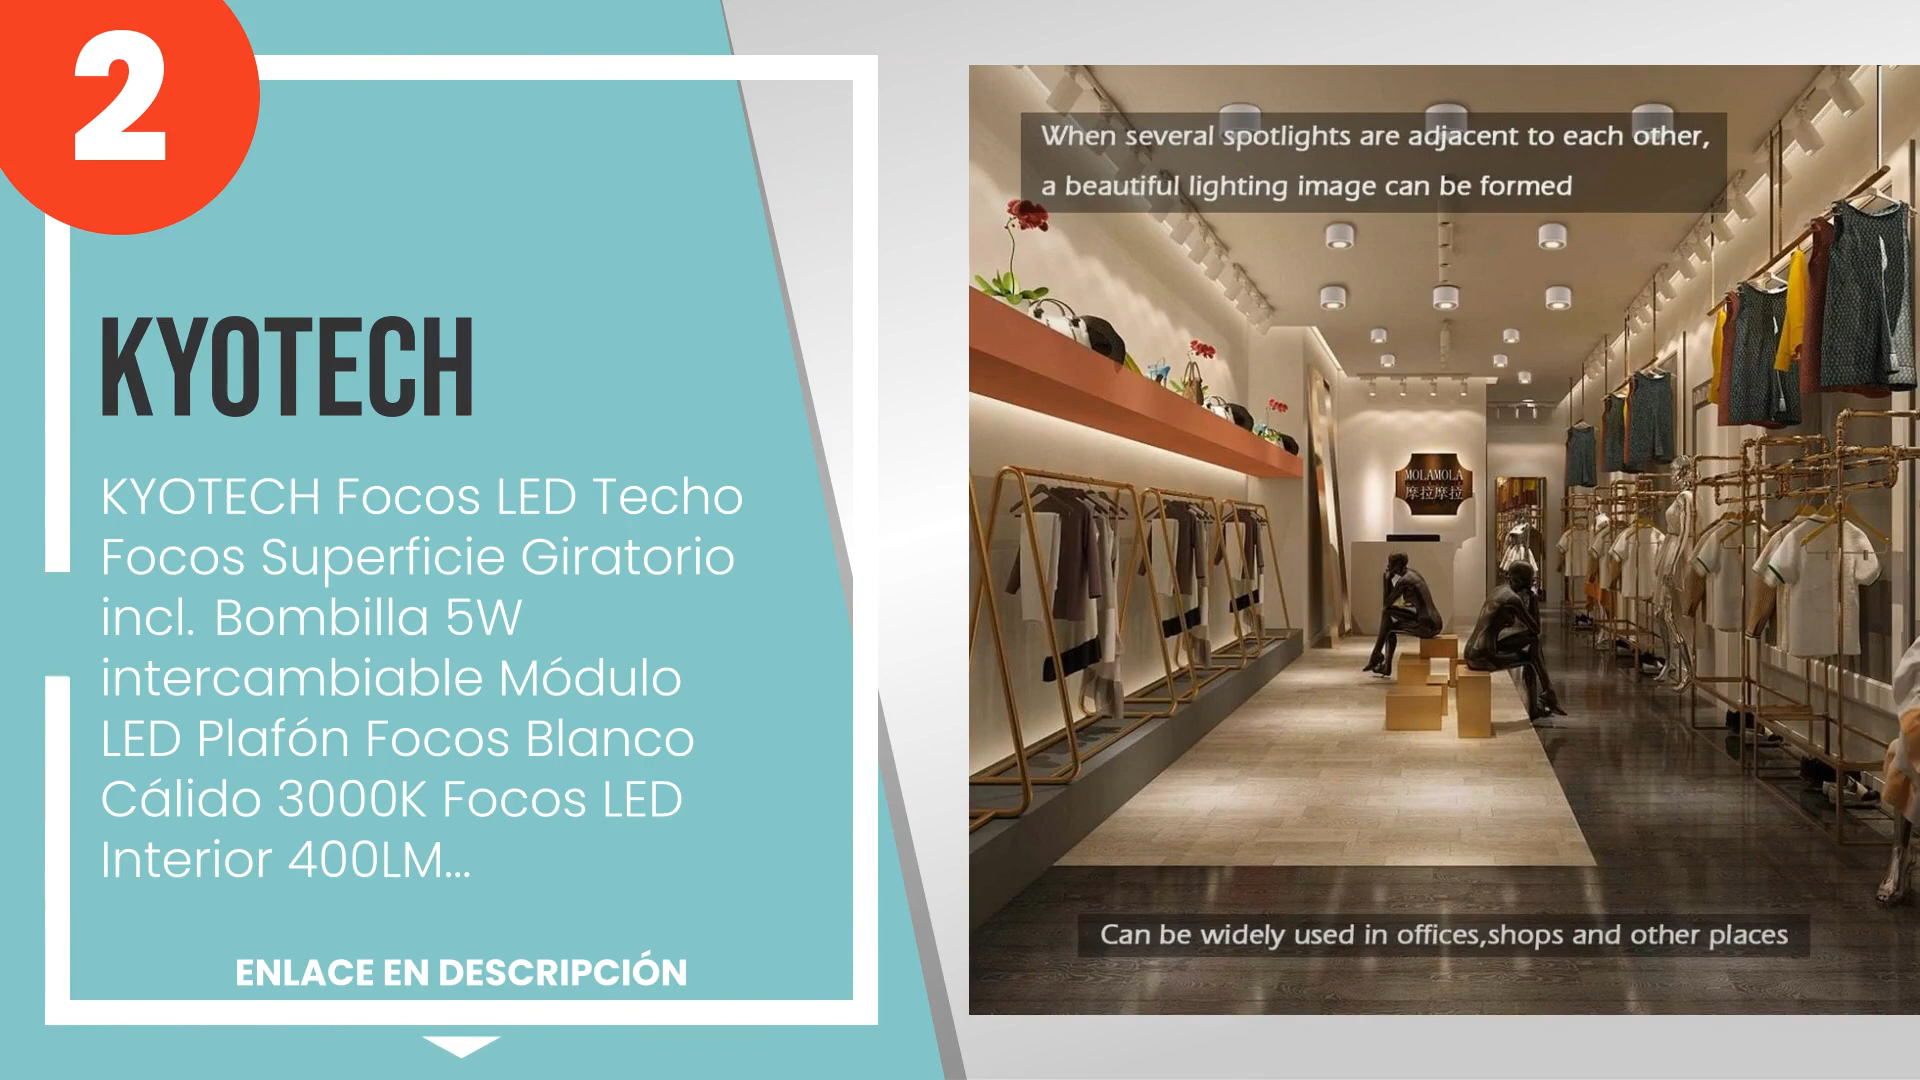 2
KYOTECH
KYOTECH Focos LED Techo
Focos Superficie Giratorio
incl. Bombilla 5W
intercambiable Módulo
LED Plafón Focos Blanco
Cálido 3000K Focos LED
Interior 400LM...
ENLACE EN DESCRIPCIÓN
When several spotlights are adjacent to each other,
a beautiful lighting image can be formed
MOLAMOLA
摩拉摩拉
Can be widely used in offices,shops and other places